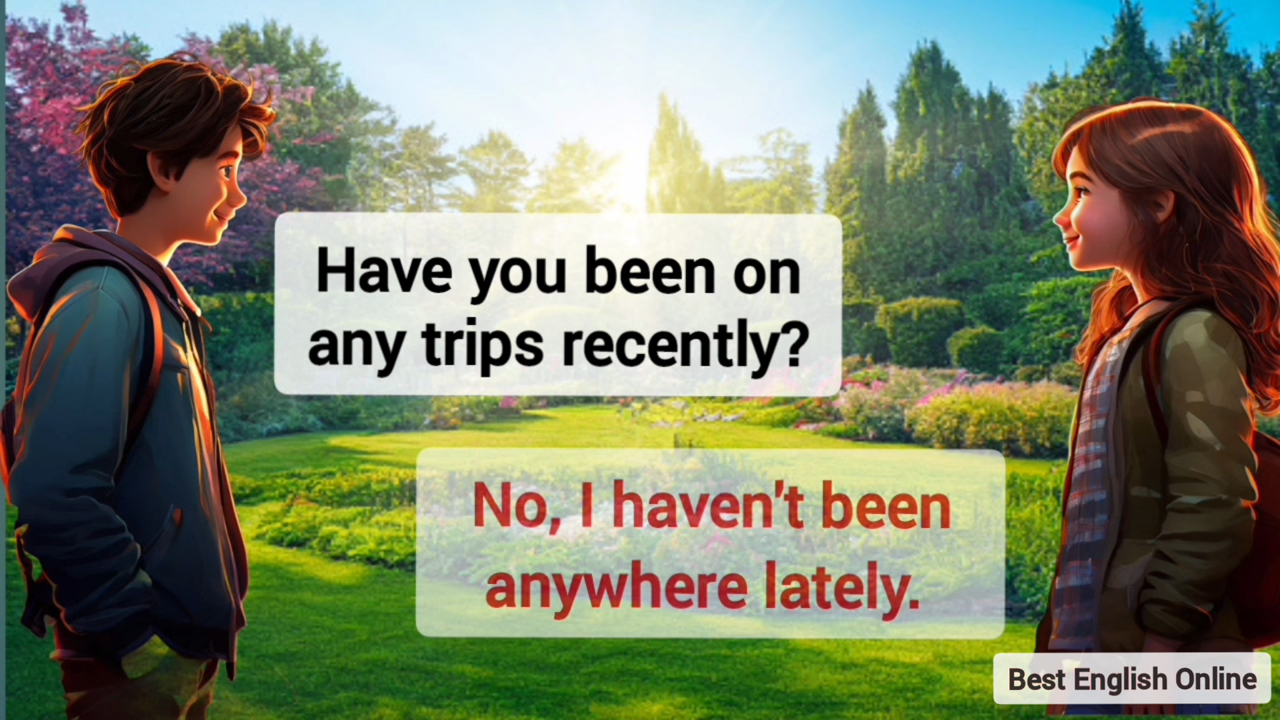 Have you been on
any trips recently?
No, I haven't been
anywhere lately.
Best English Online